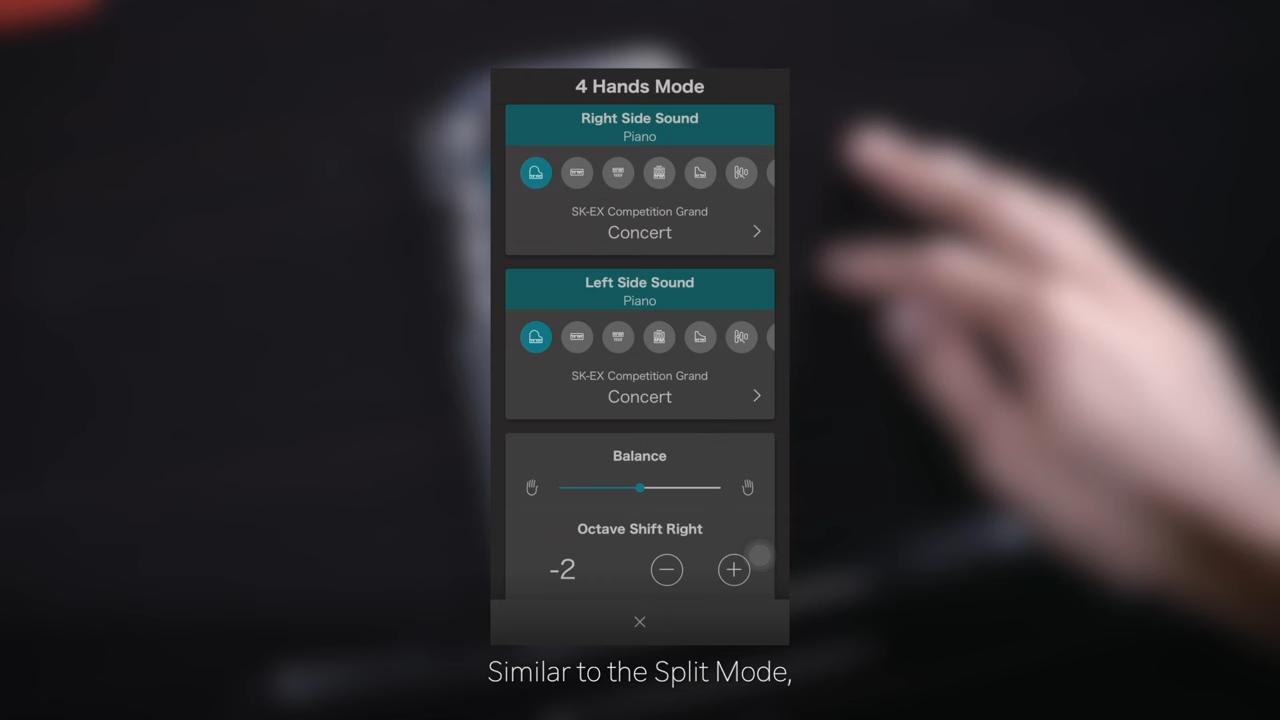 4 Hands Mode
Right Side Sound
Piano
SK-EX Competition Grand
Concert
Left Side Sound
Piano
SK-EX Competition Grand
Concert
Balance
Octave Shift Right
-2
Similar to the Split Mode,